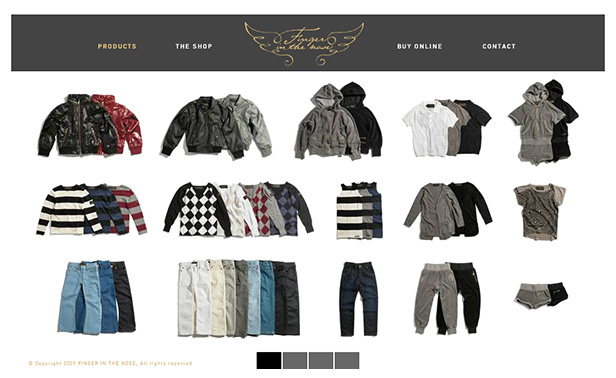 PRODUCTS
THE SHOP
Finger
in the nose
BUY ONLINE
CONTACT
© Copyright 2009 FINGER IN THE NOSE, All rights reserved